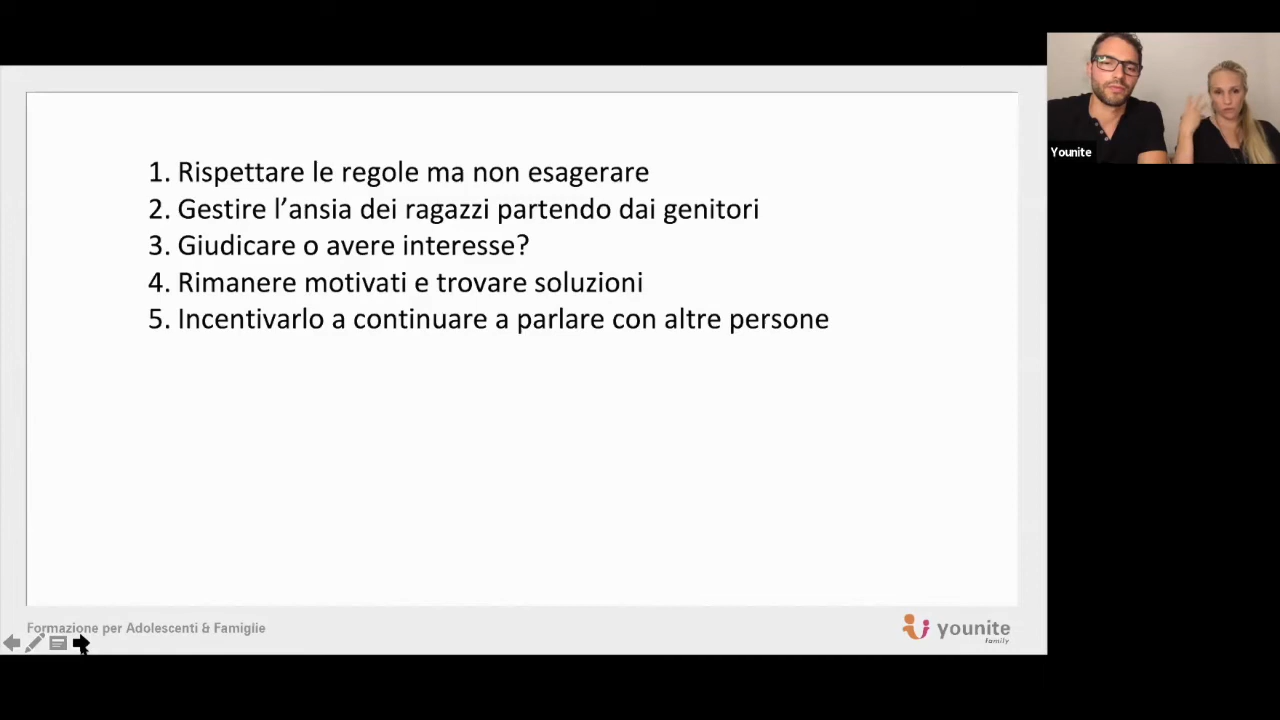 1. Rispettare le regole ma non esagerare
2. Gestire l’ansia dei ragazzi partendo dai genitori
3. Giudicare o avere interesse?
4. Rimanere motivati e trovare soluzioni
5. Incentivarlo a continuare a parlare con altre persone
Younite
Formazione per Adolescenti & Famiglie
younite
family